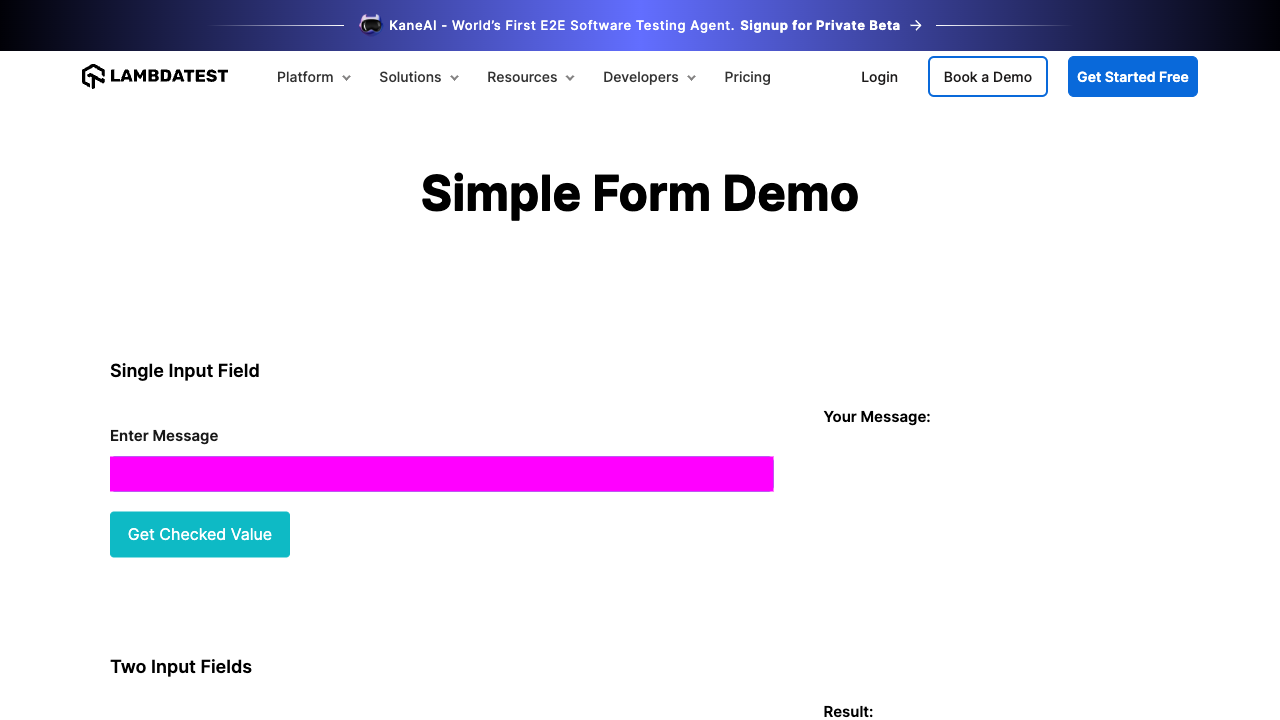 KaneAI - World's First E2E Software Testing Agent. Signup for Private Beta →
LAMBDATEST Platform Solutions Resources Developers Pricing Login Book a Demo Get Started Free
Simple Form Demo
Single Input Field
Your Message:
Enter Message
Get Checked Value
Two Input Fields
Result: